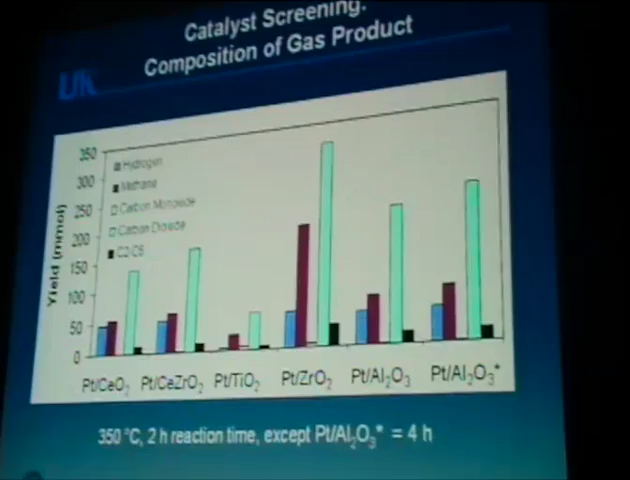 Catalyst Screening:
Composition of Gas Product
UK
Yield (mmol)
350
300
250
200
150
100
50
0
Hydrogen
Methane
Carbon Monoxide
Carbon Dioxide
C2-C6
Pt/CeO₂ Pt/CeZrO₂ Pt/TiO₂ Pt/ZrO₂ Pt/Al₂O₃ Pt/Al₂O₃*
350 °C, 2 h reaction time, except Pt/Al₂O₃* = 4 h